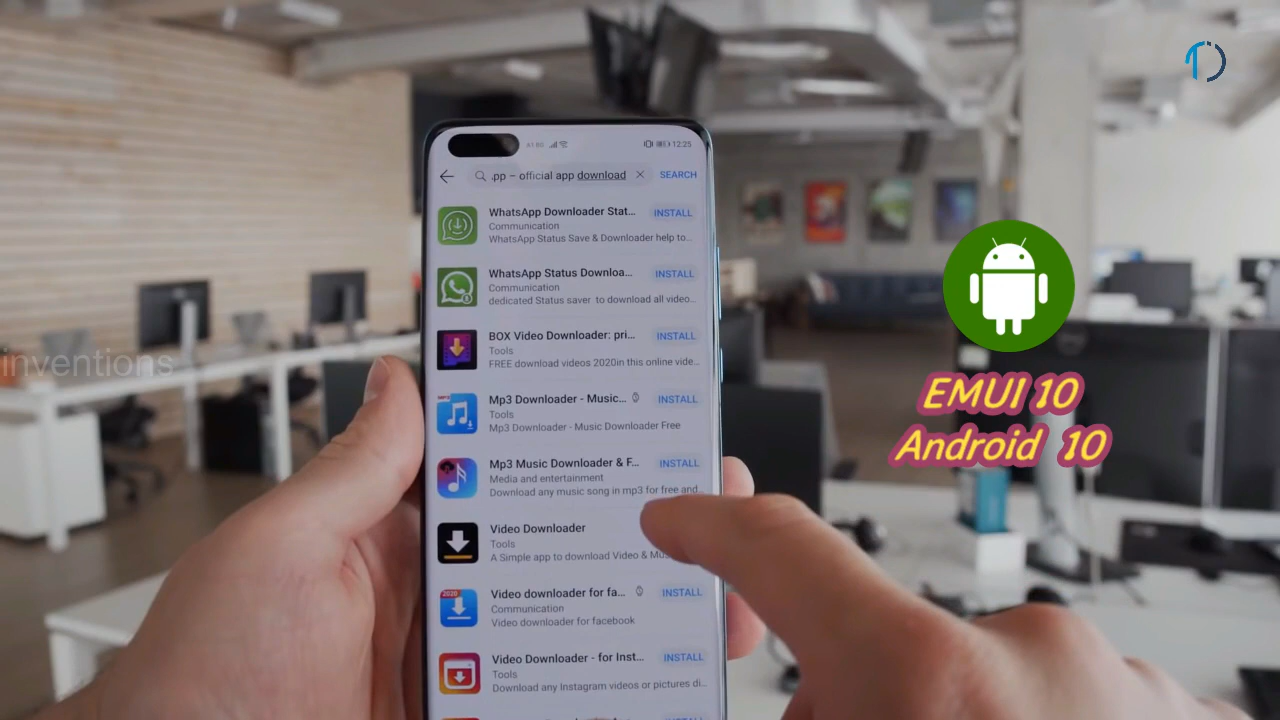 12:25
.pp – official app download
SEARCH
WhatsApp Downloader Stat...
INSTALL
Communication
WhatsApp Status Save & Downloader help to...
WhatsApp Status Downloa...
INSTALL
Communication
dedicated Status saver to download all video...
BOX Video Downloader: pri...
INSTALL
Tools
FREE download videos 2020in this online vide...
Mp3 Downloader - Music...
INSTALL
Tools
Mp3 Downloader - Music Downloader Free
Mp3 Music Downloader & F...
INSTALL
Media and entertainment
Download any music song in mp3 for free and...
Video Downloader
Tools
A Simple app to download Video & Mus
2020
Video downloader for fa...
INSTALL
Communication
Video downloader for facebook
Video Downloader - for Inst...
INSTALL
Tools
Download any Instagram videos or pictures di...
inventions
EMUI 10
Android 10